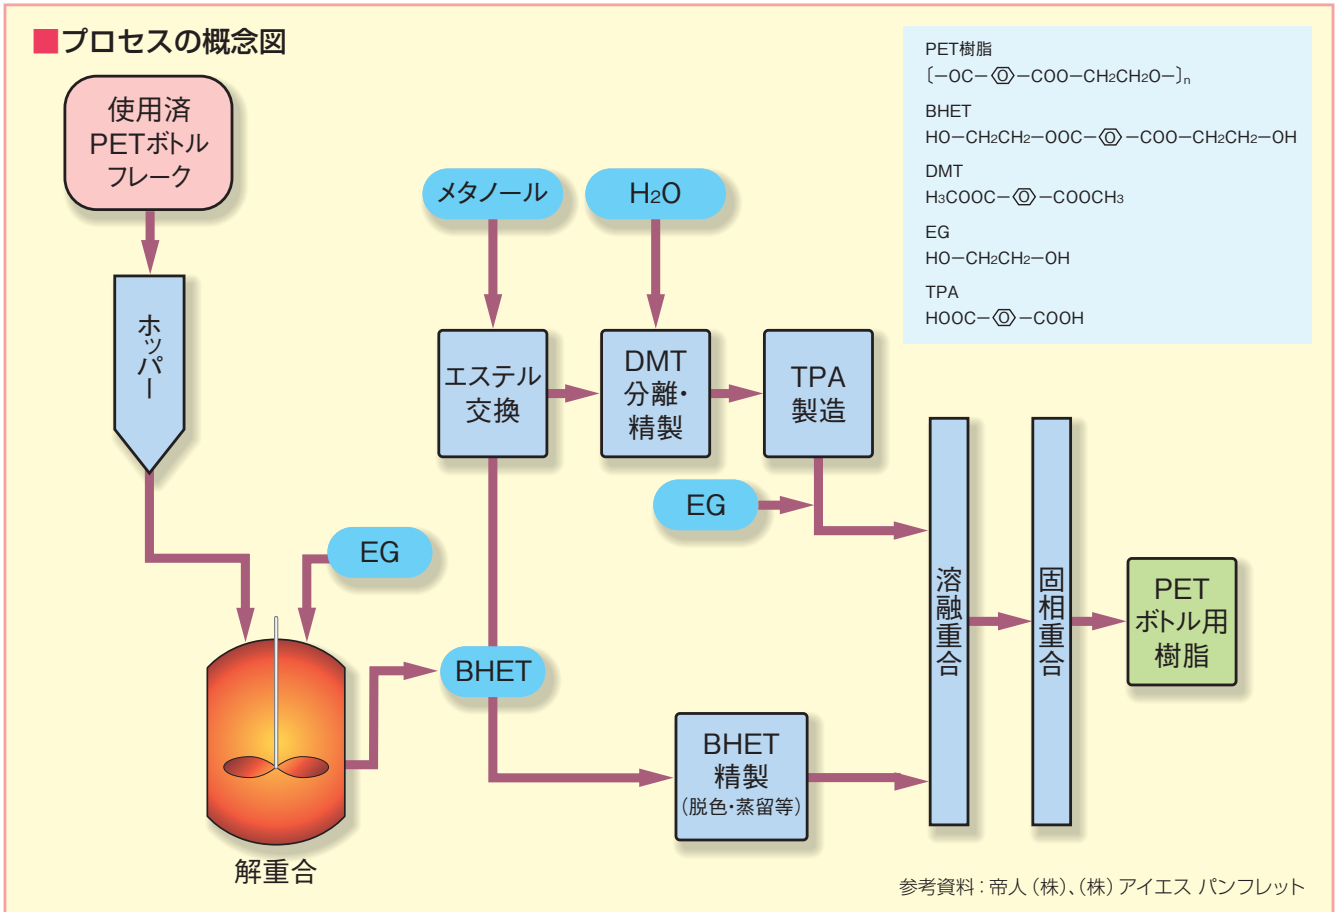 ■プロセスの概念図
使用済
PETボトル
フレーク
ホッパー
EG
解重合
BHET
メタノール
H2O
エステル
交換
DMT
分離・
精製
TPA
製造
EG
BHET
精製
(脱色・蒸留等)
溶融重合
固相重合
PET
ボトル用
樹脂
PET樹脂
〔−OC−O−COO−CH2CH2O−〕n
BHET
HO−CH2CH2−OOC−O−COO−CH2CH2−OH
DMT
H3COOC−O−COOCH3
EG
HO−CH2CH2−OH
TPA
HOOC−O−COOH
参考資料：帝人(株)、(株)アイエス パンフレット